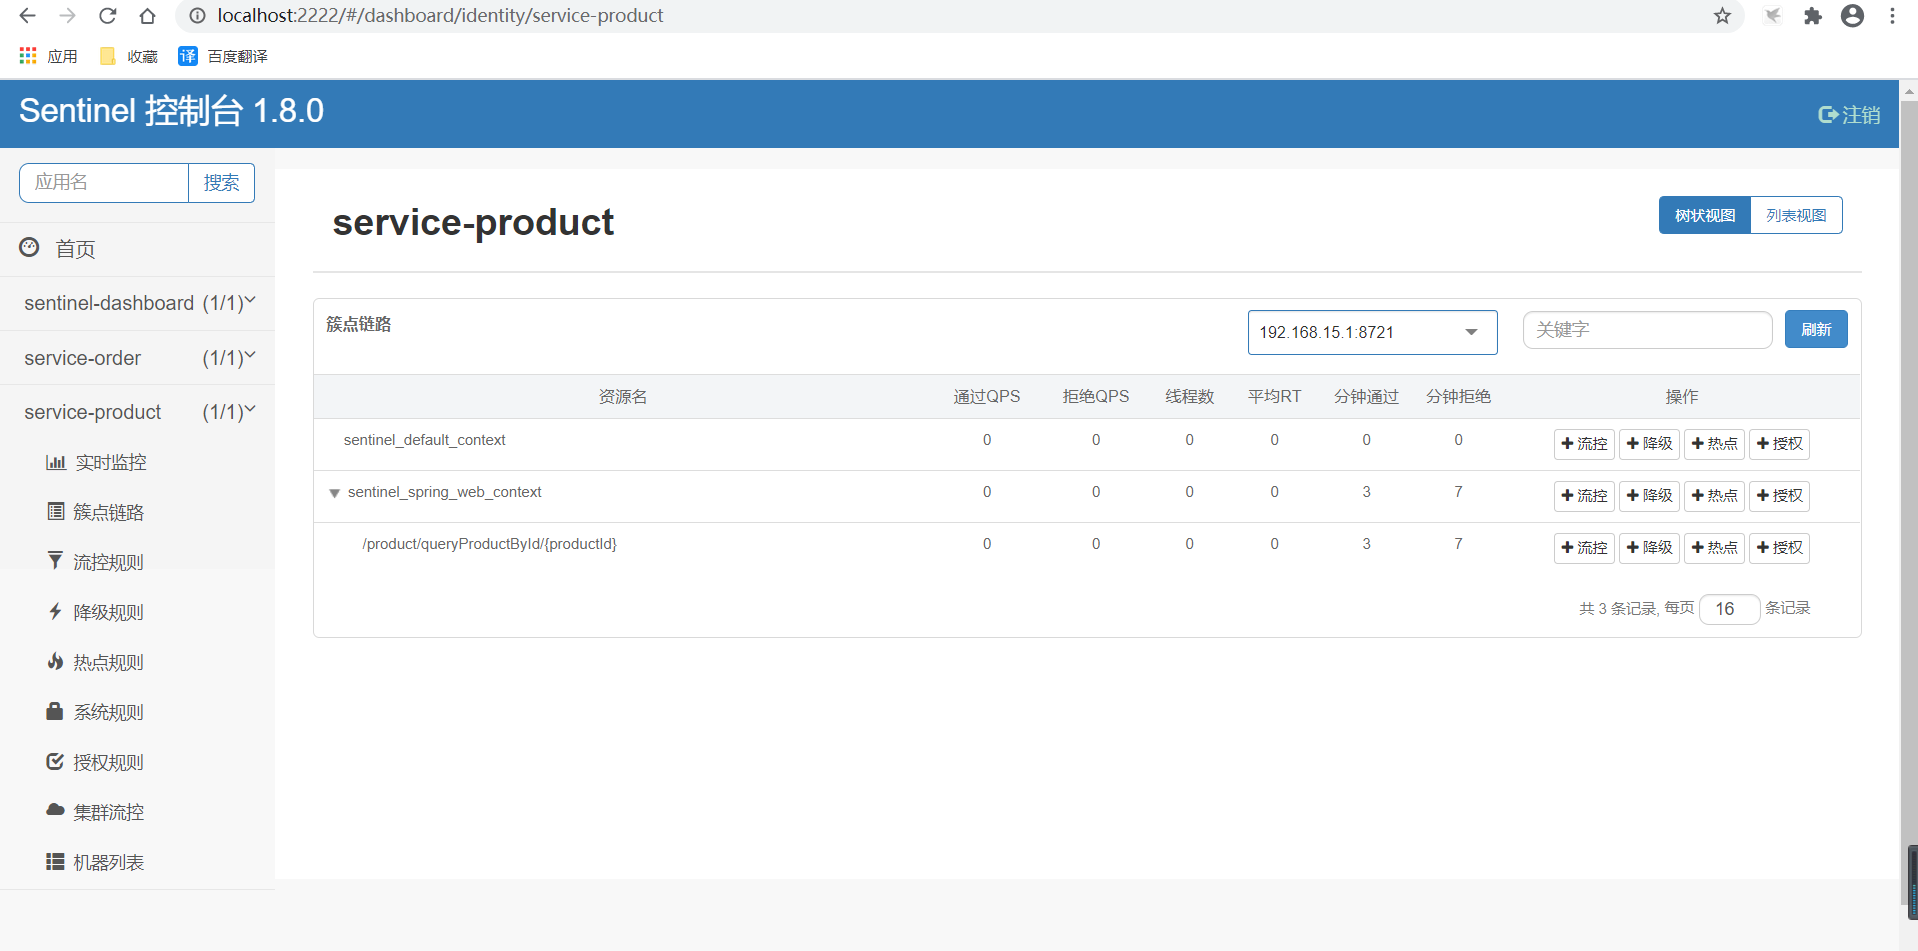 localhost:2222/#/dashboard/identity/service-product
应用 收藏 译 百度翻译
Sentinel 控制台 1.8.0
注销
应用名 搜索
首页
sentinel-dashboard (1/1)
service-order (1/1)
service-product (1/1)
实时监控
簇点链路
流控规则
降级规则
热点规则
系统规则
授权规则
集群流控
机器列表
service-product
树状视图 列表视图
簇点链路 192.168.15.1:8721 关键字 刷新
资源名 通过QPS 拒绝QPS 线程数 平均RT 分钟通过 分钟拒绝 操作
sentinel_default_context 0 0 0 0 0 0 流控 降级 热点 授权
sentinel_spring_web_context 0 0 0 0 3 7 流控 降级 热点 授权
/product/queryProductById/{productId} 0 0 0 0 3 7 流控 降级 热点 授权
共 3 条记录, 每页 16 条记录